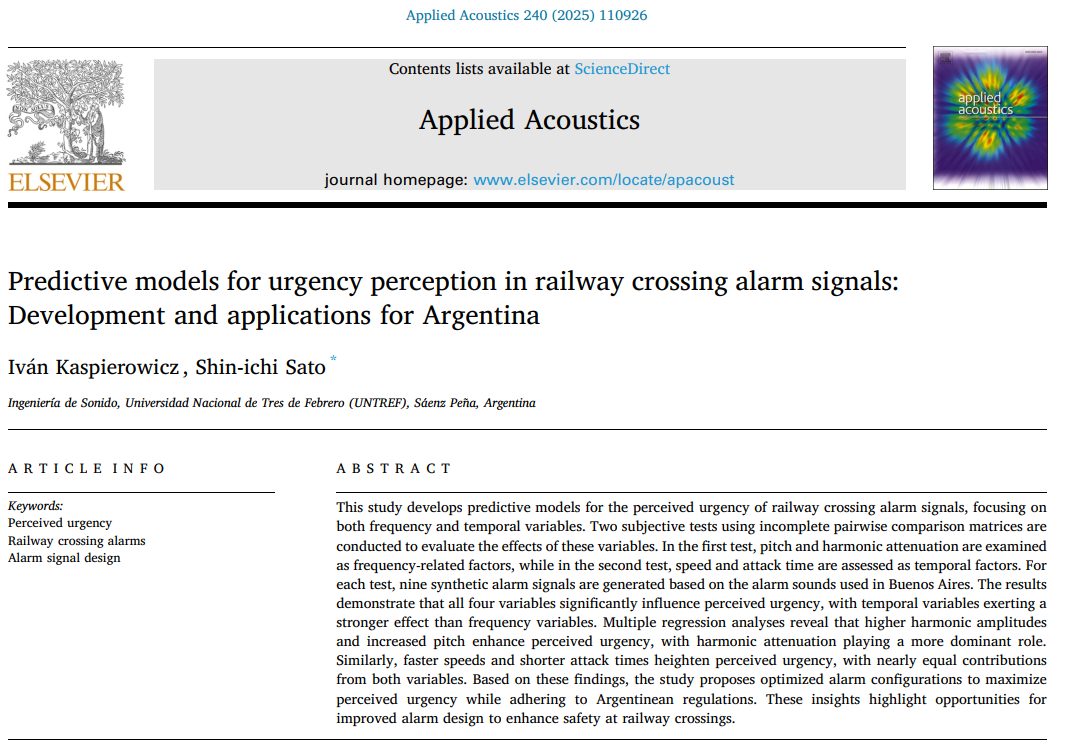 Applied Acoustics 240 (2025) 110926
Contents lists available at ScienceDirect
Applied Acoustics
journal homepage: www.elsevier.com/locate/apacoust
ELSEVIER
applied
acoustics
Predictive models for urgency perception in railway crossing alarm signals:
Development and applications for Argentina
Iván Kaspierowicz, Shin-ichi Sato *
Ingeniería de Sonido, Universidad Nacional de Tres de Febrero (UNTREF), Sáenz Peña, Argentina
ARTICLE INFO
Keywords:
Perceived urgency
Railway crossing alarms
Alarm signal design
ABSTRACT
This study develops predictive models for the perceived urgency of railway crossing alarm signals, focusing on
both frequency and temporal variables. Two subjective tests using incomplete pairwise comparison matrices are
conducted to evaluate the effects of these variables. In the first test, pitch and harmonic attenuation are examined
as frequency-related factors, while in the second test, speed and attack time are assessed as temporal factors. For
each test, nine synthetic alarm signals are generated based on the alarm sounds used in Buenos Aires. The results
demonstrate that all four variables significantly influence perceived urgency, with temporal variables exerting a
stronger effect than frequency variables. Multiple regression analyses reveal that higher harmonic amplitudes
and increased pitch enhance perceived urgency, with harmonic attenuation playing a more dominant role.
Similarly, faster speeds and shorter attack times heighten perceived urgency, with nearly equal contributions
from both variables. Based on these findings, the study proposes optimized alarm configurations to maximize
perceived urgency while adhering to Argentinean regulations. These insights highlight opportunities for
improved alarm design to enhance safety at railway crossings.